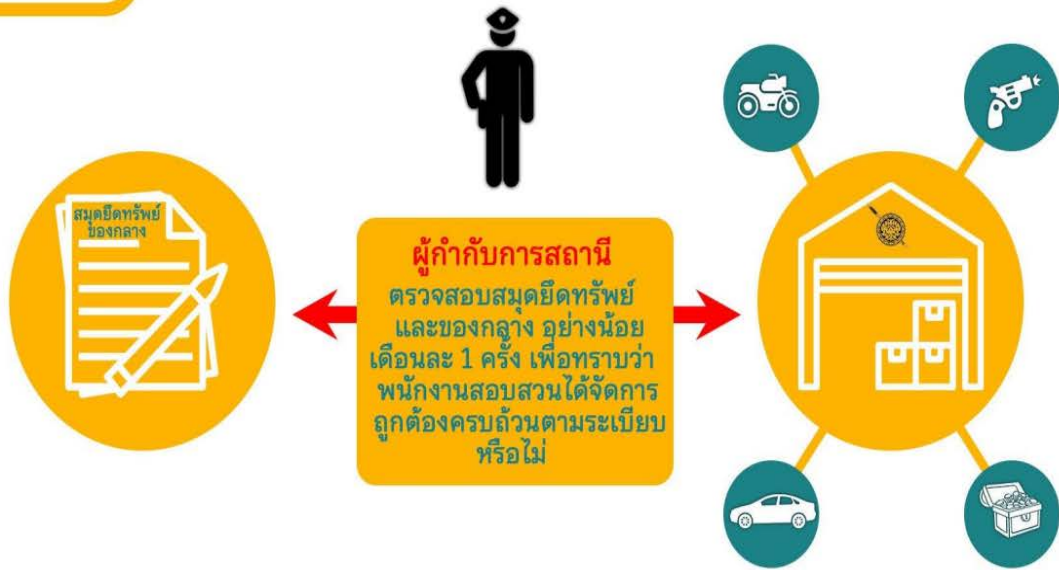 สมุดยึดทรัพย์
ของกลาง
ผู้กำกับการสถานี
ตรวจสอบสมุดยึดทรัพย์
และของกลาง อย่างน้อย
เดือนละ 1 ครั้ง เพื่อทราบว่า
พนักงานสอบสวนได้จัดการ
ถูกต้องครบถ้วนตามระเบียบ
หรือไม่